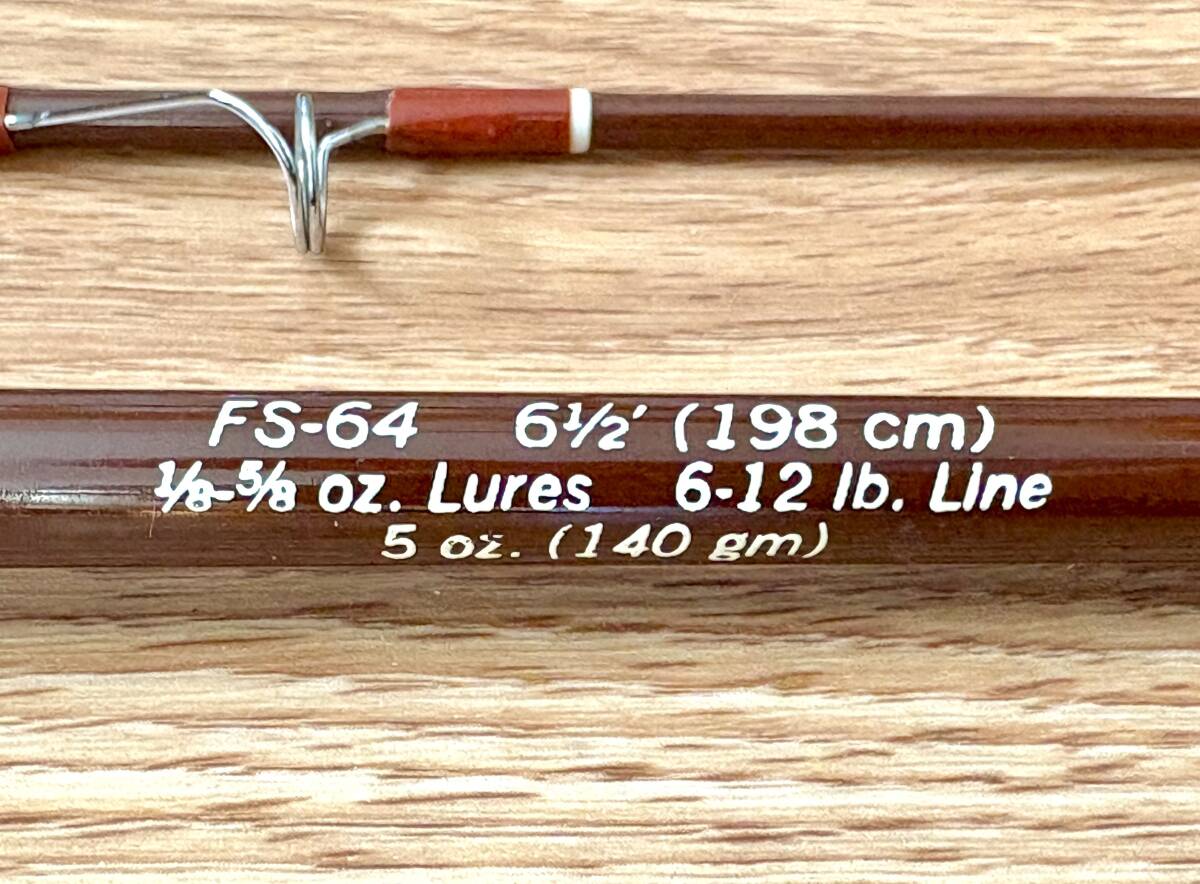 FS-64 6½' (198 cm)
⅛-⅝ oz. Lures 6-12 lb. Line
5 oz. (140 gm)